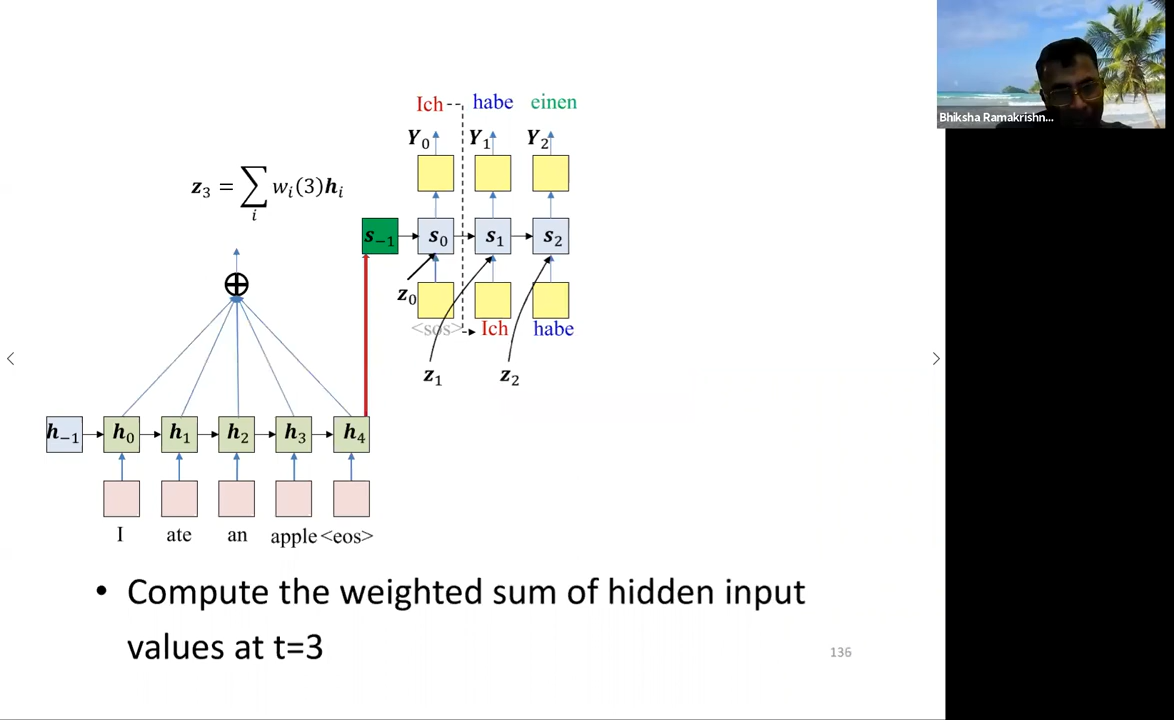 Bhiksha Ramakrishn...
Ich habe einen
Y₀ Y₁ Y₂
z₃ = ∑ᵢ wᵢ(3)hᵢ
s₋₁ s₀ s₁ s₂
z₀
<sos> Ich habe
z₁ z₂
h₋₁ h₀ h₁ h₂ h₃ h₄
I ate an apple <eos>
• Compute the weighted sum of hidden input
values at t=3
136